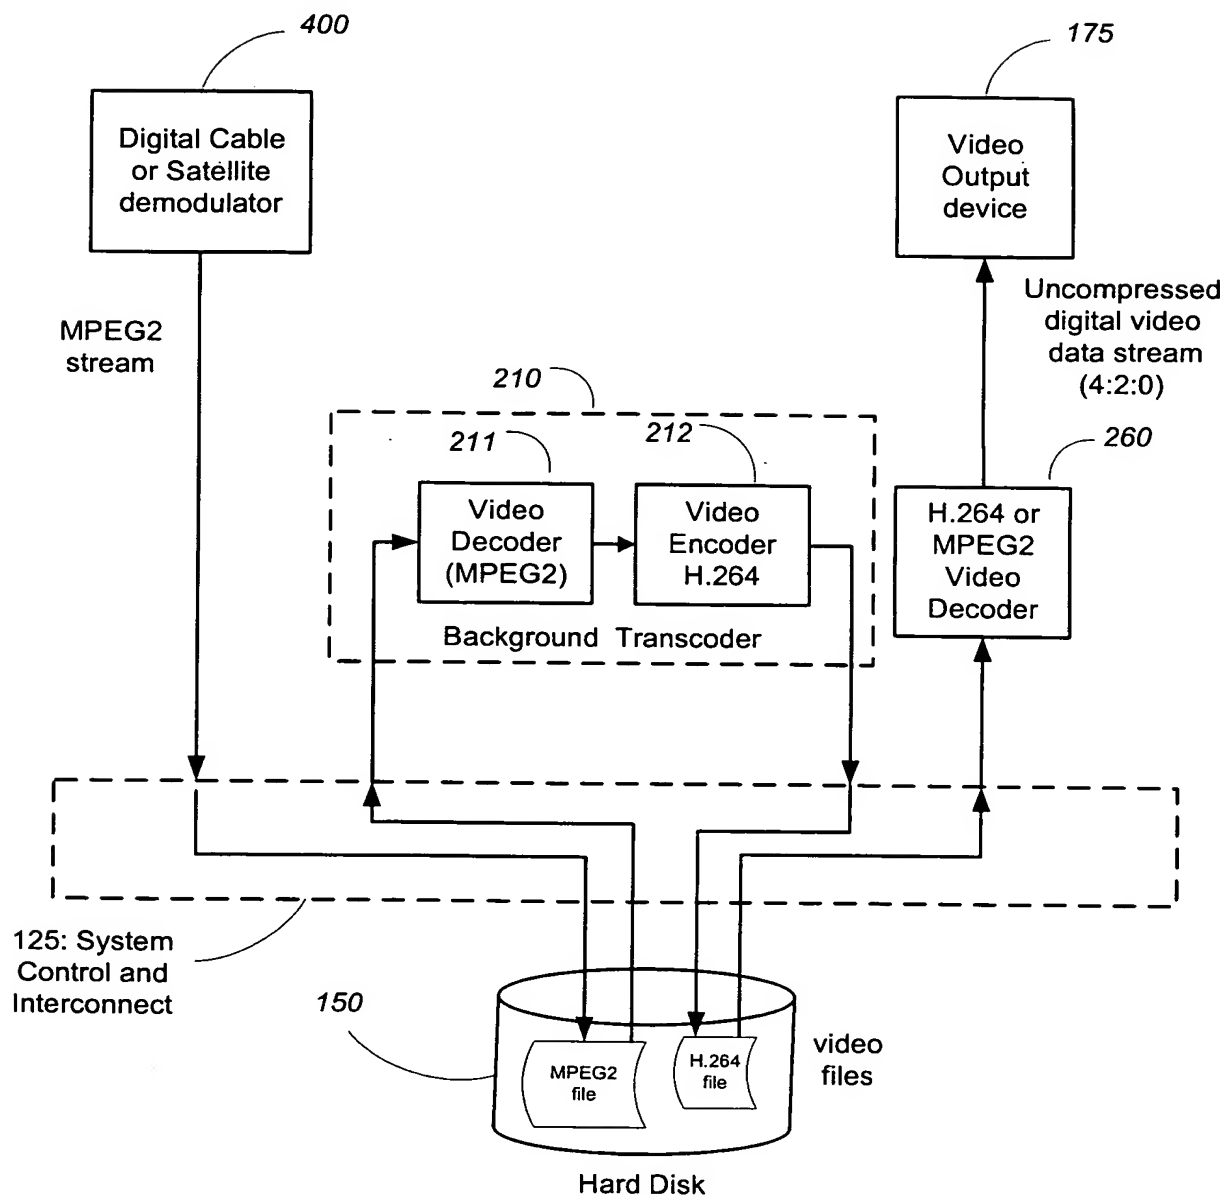 400
175
Digital Cable
or Satellite
demodulator
Video
Output
device
MPEG2
stream
Uncompressed
digital video
data stream
(4:2:0)
210
211
212
260
Video
Decoder
(MPEG2)
Video
Encoder
H.264
H.264 or
MPEG2
Video
Decoder
Background Transcoder
125: System
Control and
Interconnect
150
MPEG2
file
H.264
file
video
files
Hard Disk